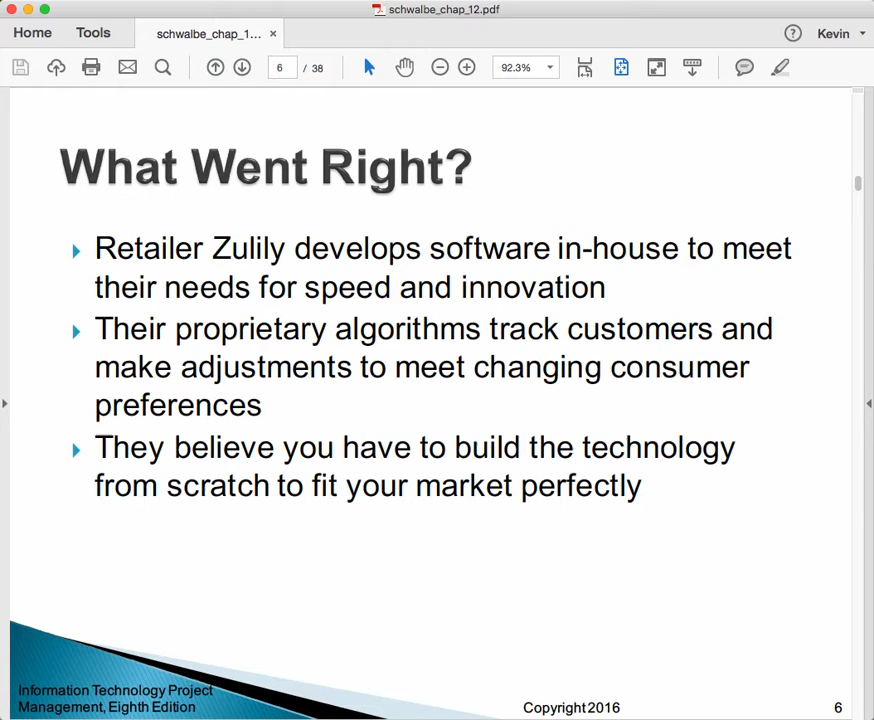 schwalbe_chap_12.pdf
Home Tools schwalbe_chap_1... × ? Kevin
6 / 38 92.3%
What Went Right?
Retailer Zulily develops software in-house to meet
their needs for speed and innovation
Their proprietary algorithms track customers and
make adjustments to meet changing consumer
preferences
They believe you have to build the technology
from scratch to fit your market perfectly
Information Technology Project
Management, Eighth Edition
Copyright 2016
6